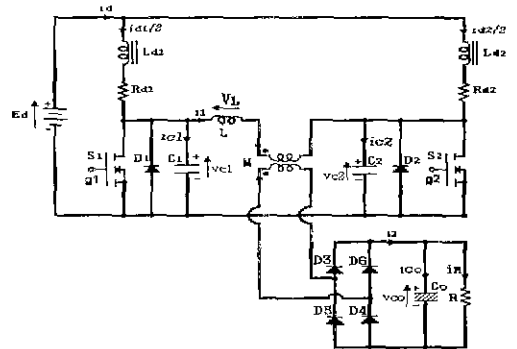 id
id1/2
id2/2
Ld1
Ld2
Rd1
Rd2
Ed
VL
i1
L
S1
g1
D1
ic1
C1
vc1
M
ic2
C2
vc2
D2
S2
g2
i2
D3
D6
D5
D4
ico
Co
vco
iR
R